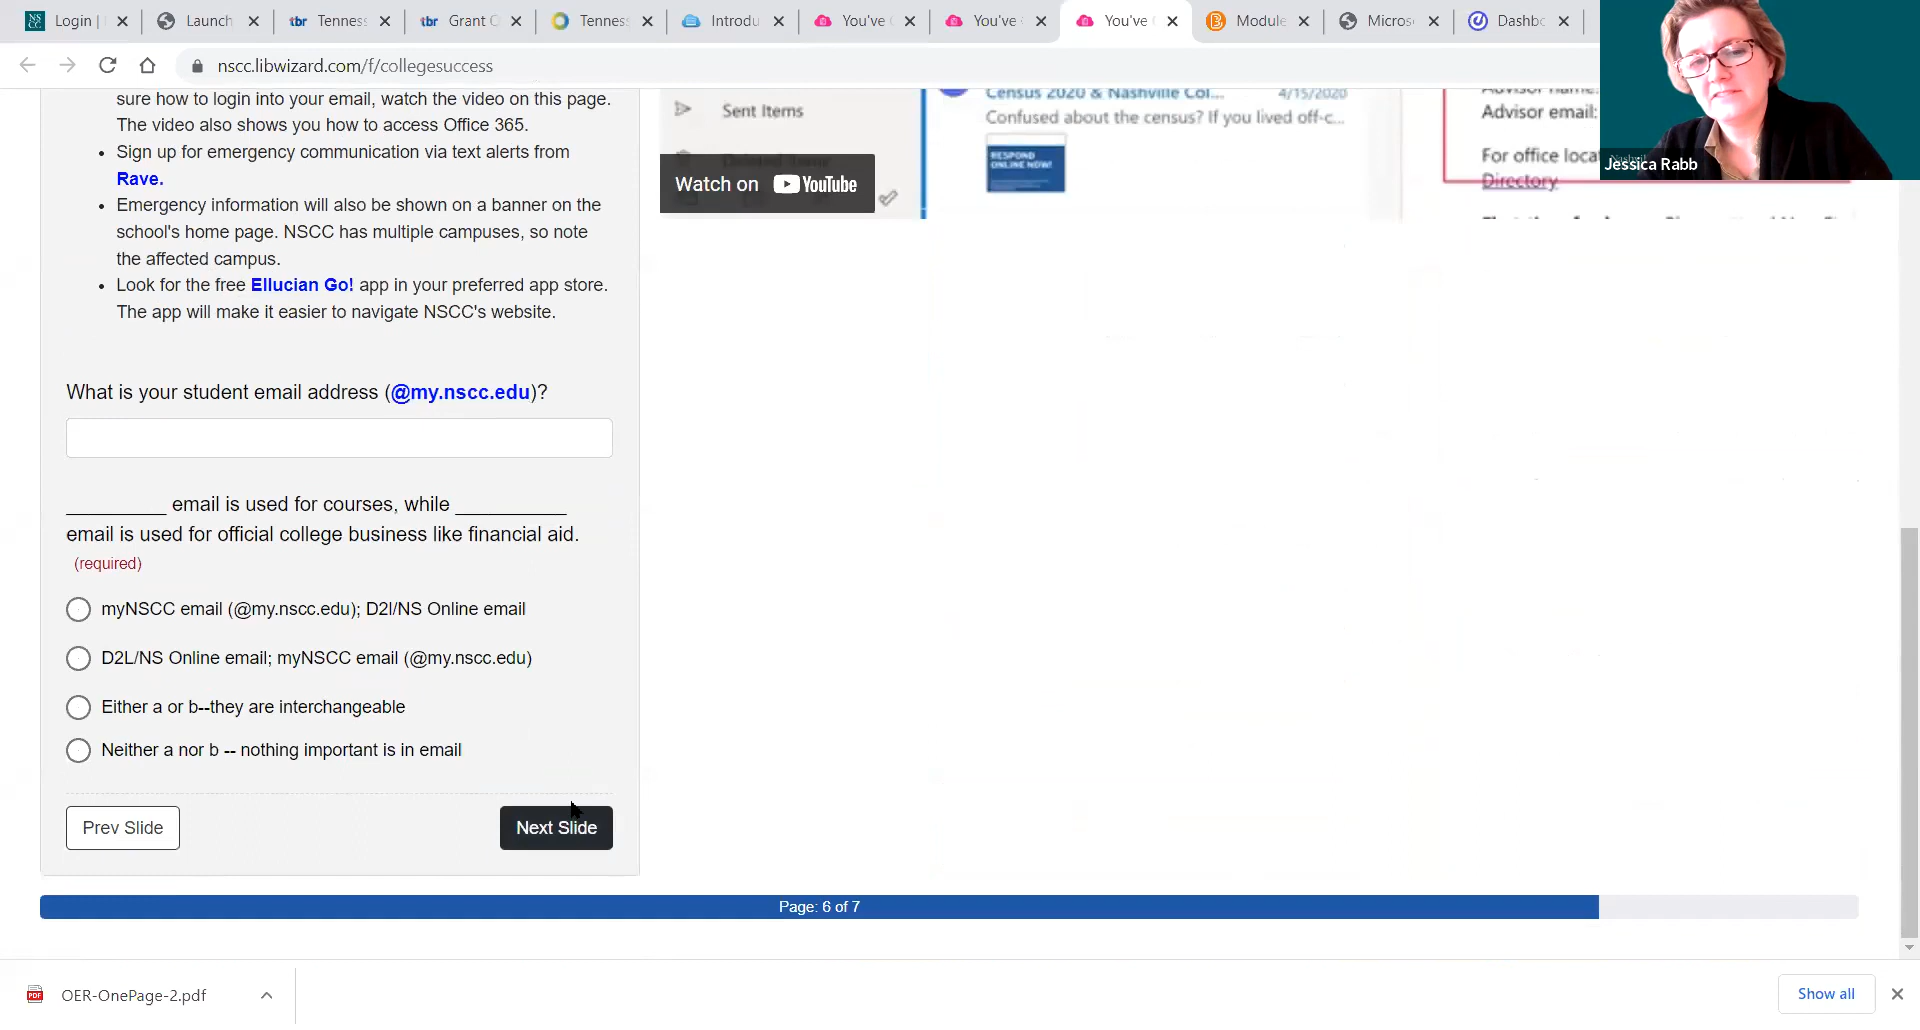 Login |
Launch
tbr Tennes
tbr Grant C
Tennes
Introdu
You've
You've
You've
Module
Micros
Dashb
nscc.libwizard.com/f/collegesuccess
sure how to login into your email, watch the video on this page.
The video also shows you how to access Office 365.
• Sign up for emergency communication via text alerts from
Rave.
• Emergency information will also be shown on a banner on the
school's home page. NSCC has multiple campuses, so note
the affected campus.
• Look for the free Ellucian Go! app in your preferred app store.
The app will make it easier to navigate NSCC's website.
What is your student email address (@my.nscc.edu)?
_________ email is used for courses, while __________
email is used for official college business like financial aid.
(required)
myNSCC email (@my.nscc.edu); D2l/NS Online email
D2L/NS Online email; myNSCC email (@my.nscc.edu)
Either a or b--they are interchangeable
Neither a nor b -- nothing important is in email
Prev Slide
Next Slide
Page: 6 of 7
Sent Items
Watch on YouTube
Census 2020 & Nashville Col... 4/15/2020
Confused about the census? If you lived off-c...
RESPOND
ONLINE NOW!
Advisor name:
Advisor email:
For office loca
Directory
Jessica Rabb
OER-OnePage-2.pdf
Show all